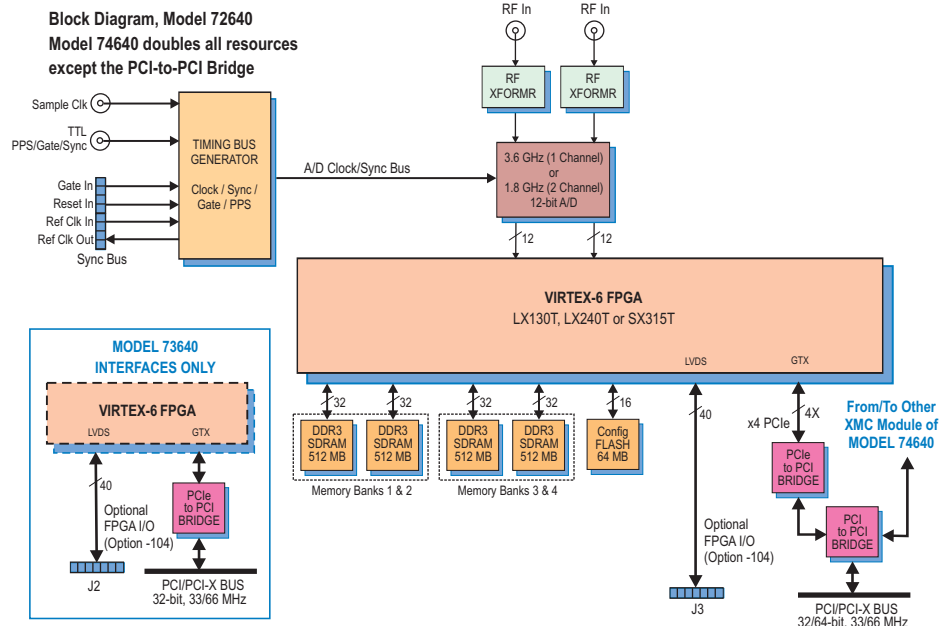 Block Diagram, Model 72640
Model 74640 doubles all resources
except the PCI-to-PCI Bridge
RF In
RF In
RF
XFORMR
RF
XFORMR
Sample Clk
TTL
PPS/Gate/Sync
TIMING BUS
GENERATOR
Clock / Sync /
Gate / PPS
A/D Clock/Sync Bus
3.6 GHz (1 Channel)
or
1.8 GHz (2 Channel)
12-bit A/D
Gate In
Reset In
Ref Clk In
Ref Clk Out
Sync Bus
12
12
VIRTEX-6 FPGA
LX130T, LX240T or SX315T
LVDS
GTX
MODEL 73640
INTERFACES ONLY
VIRTEX-6 FPGA
LVDS
GTX
40
PCIe
to PCI
BRIDGE
Optional
FPGA I/O
(Option -104)
J2
PCI/PCI-X BUS
32-bit, 33/66 MHz
32
32
32
32
16
40
4X
x4 PCIe
DDR3
SDRAM
512 MB
DDR3
SDRAM
512 MB
DDR3
SDRAM
512 MB
DDR3
SDRAM
512 MB
Config
FLASH
64 MB
Memory Banks 1 & 2
Memory Banks 3 & 4
From/To Other
XMC Module of
MODEL 74640
PCIe
to PCI
BRIDGE
PCI
to PCI
BRIDGE
Optional
FPGA I/O
(Option -104)
J3
PCI/PCI-X BUS
32/64-bit, 33/66 MHz